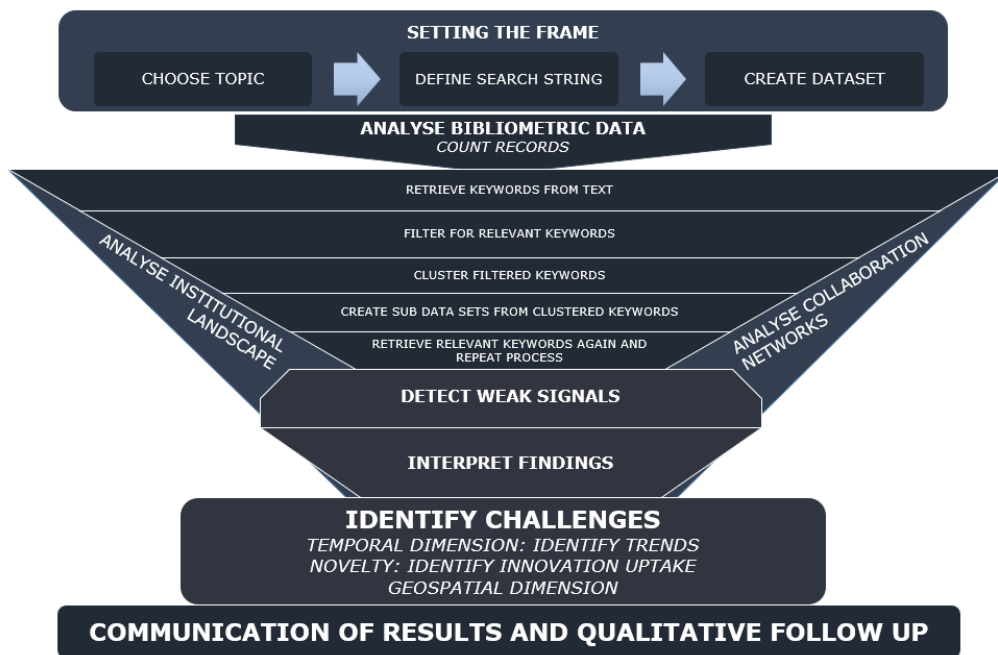 SETTING THE FRAME
CHOOSE TOPIC
DEFINE SEARCH STRING
CREATE DATASET
ANALYSE BIBLIOMETRIC DATA
COUNT RECORDS
RETRIEVE KEYWORDS FROM TEXT
FILTER FOR RELEVANT KEYWORDS
CLUSTER FILTERED KEYWORDS
CREATE SUB DATA SETS FROM CLUSTERED KEYWORDS
RETRIEVE RELEVANT KEYWORDS AGAIN AND
REPEAT PROCESS
ANALYSE INSTITUTIONAL
LANDSCAPE
ANALYSE COLLABORATION
NETWORKS
DETECT WEAK SIGNALS
INTERPRET FINDINGS
IDENTIFY CHALLENGES
TEMPORAL DIMENSION: IDENTIFY TRENDS
NOVELTY: IDENTIFY INNOVATION UPTAKE
GEOSPATIAL DIMENSION
COMMUNICATION OF RESULTS AND QUALITATIVE FOLLOW UP